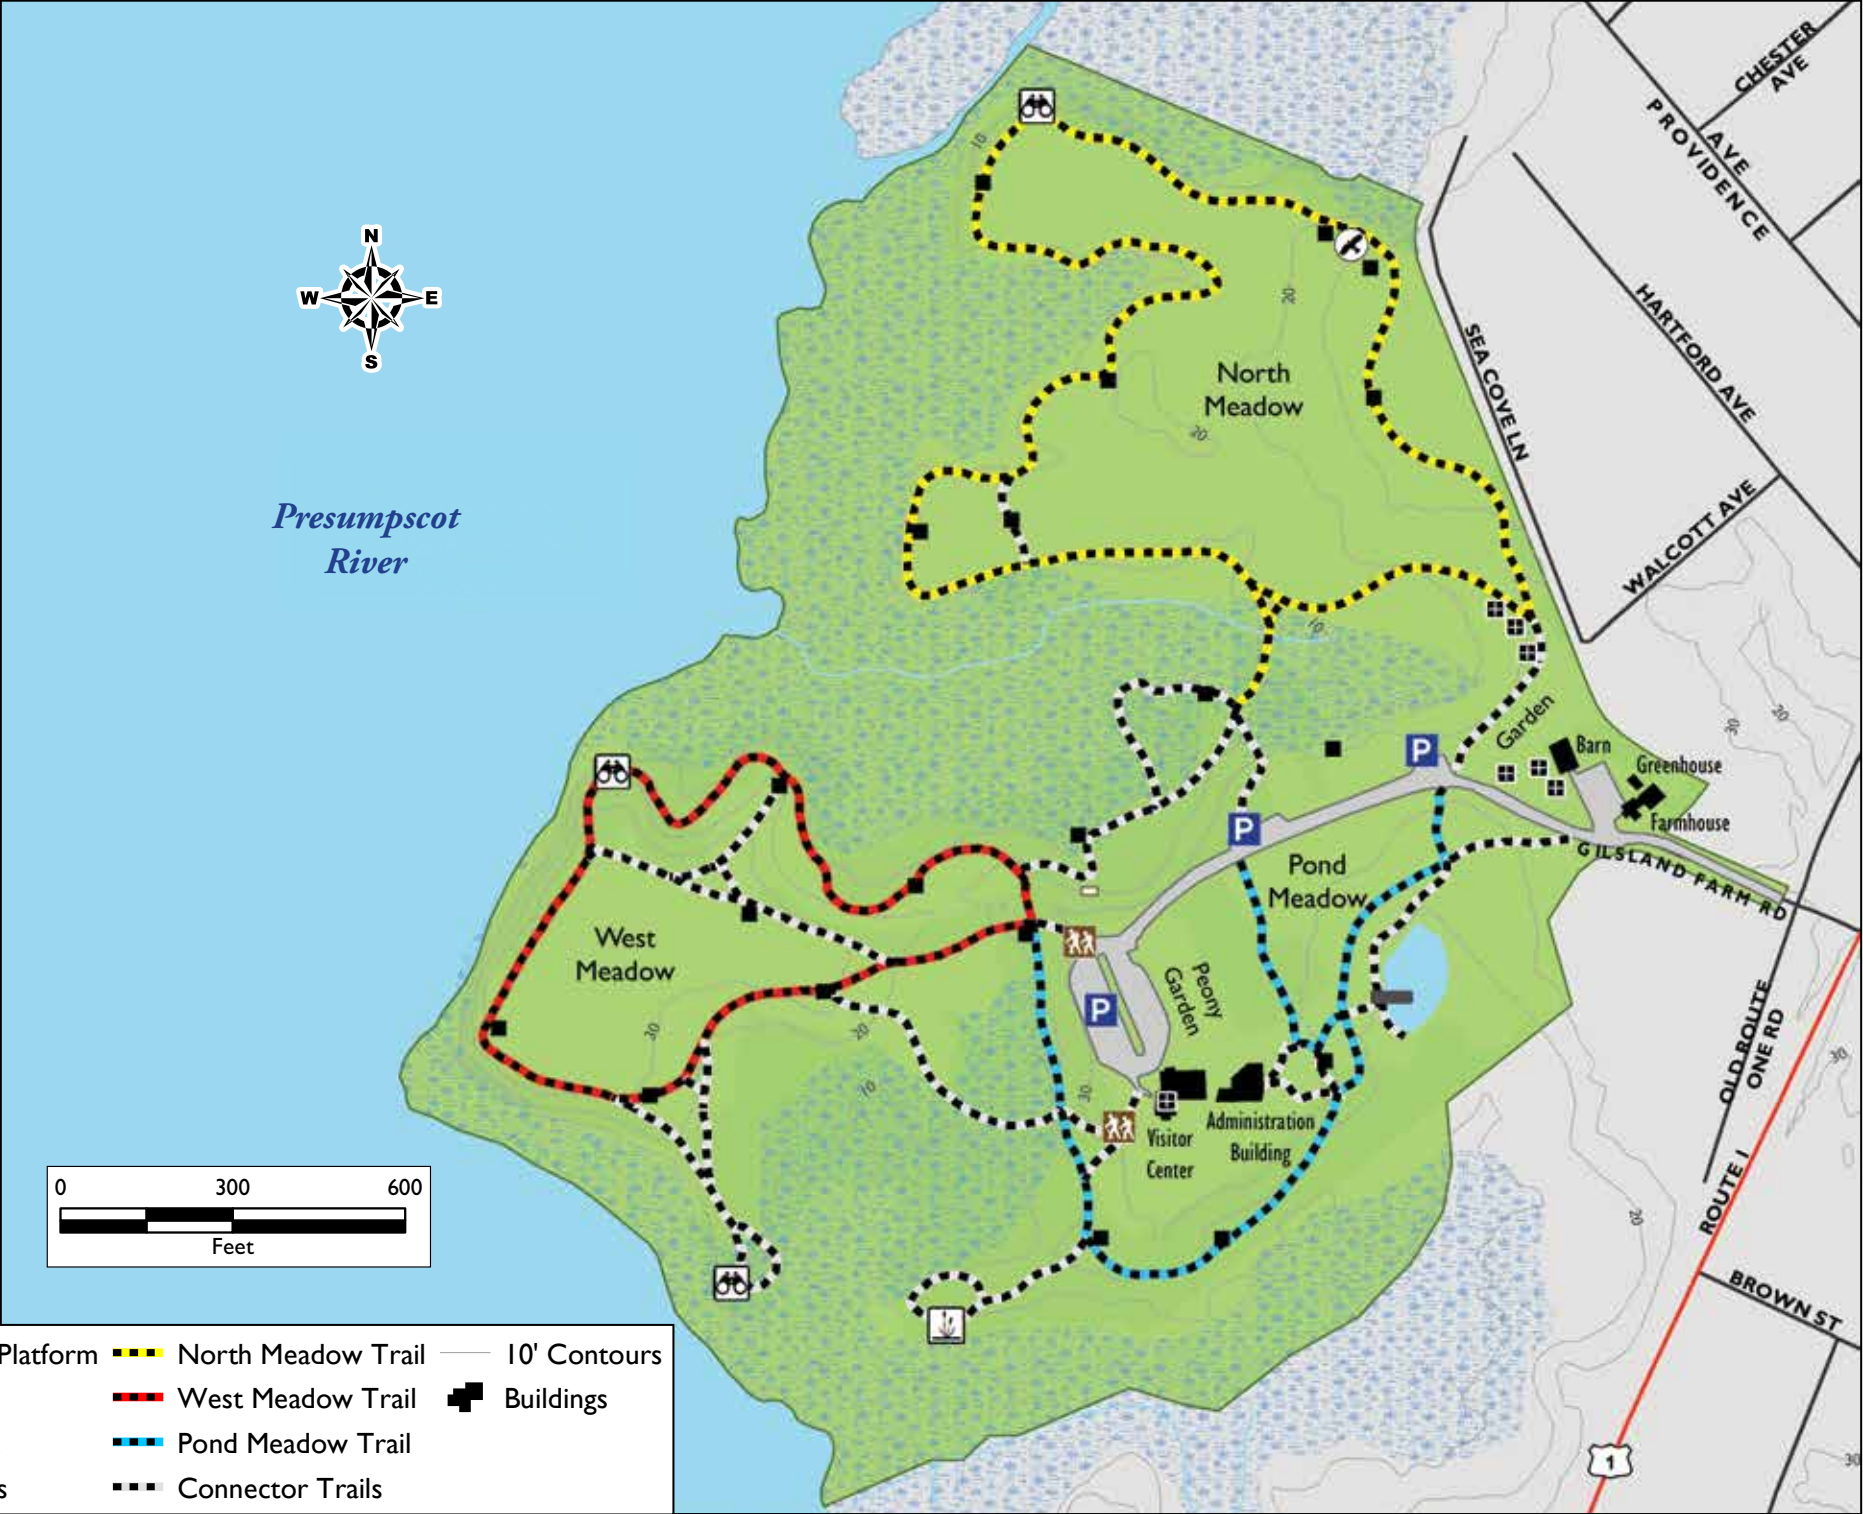 CHESTER
AVE
PROVIDENCE
AVE
10
N
W
E
S
20
HARTFORD AVE
SEA COVE LN
North
Meadow
20
WALCOTT AVE
Presumpscot
River
10
Garden
30
20
P
Barn
Greenhouse
P
Farmhouse
GILSLAND FARM RD
Pond
Meadow
West
Meadow
Peony
Garden
P
30
20
10
30
OLD ROUTE
ONE RD
30
Visitor
Center
Administration
Building
ROUTE 1
20
BROWN ST
0 300 600
Feet
1
30
Platform
North Meadow Trail
10' Contours
West Meadow Trail
Buildings
Pond Meadow Trail
s
Connector Trails